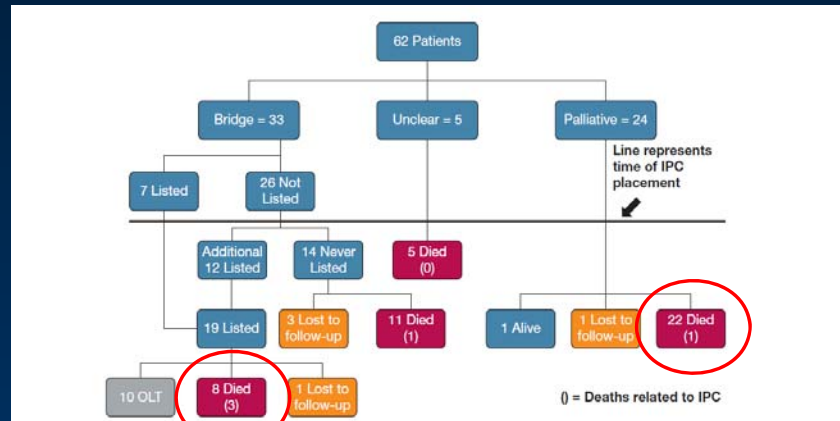 62 Patients
Bridge = 33
Unclear = 5
Palliative = 24
Line represents
time of IPC
placement
7 Listed
26 Not
Listed
Additional
12 Listed
14 Never
Listed
5 Died
(0)
19 Listed
3 Lost to
follow-up
11 Died
(1)
1 Alive
1 Lost to
follow-up
22 Died
(1)
10 OLT
8 Died
(3)
1 Lost to
follow-up
() = Deaths related to IPC